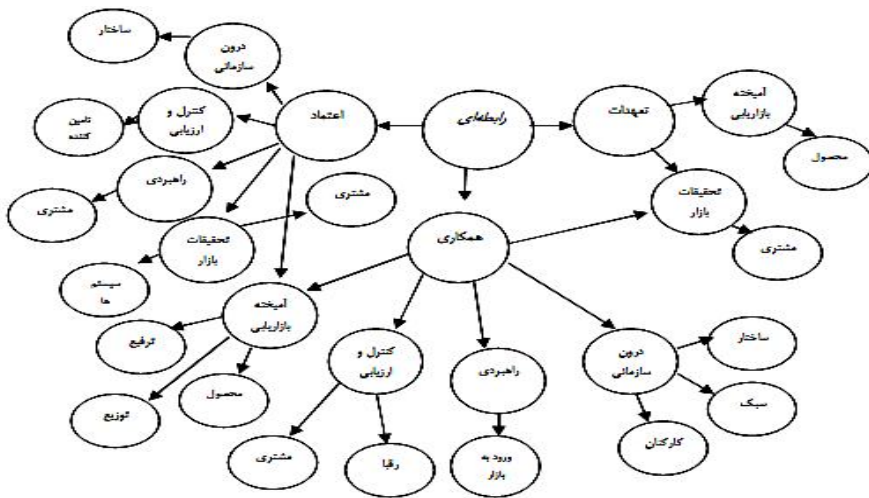 ساختار
درون
سازمانی
آمیخته
بازاریابی
تعهدات
رابطه‌ای
اعتماد
کنترل و
ارزیابی
تامین
کننده
محصول
راهبردی
مشتری
مشتری
تحقیقات
بازار
تحقیقات
بازار
همکاری
مشتری
سیستم
ها
آمیخته
بازاریابی
ترفیع
ساختار
درون
سازمانی
کنترل و
ارزیابی
راهبردی
محصول
سبک
توزیع
کارکنان
مشتری
رقبا
ورود به
بازار